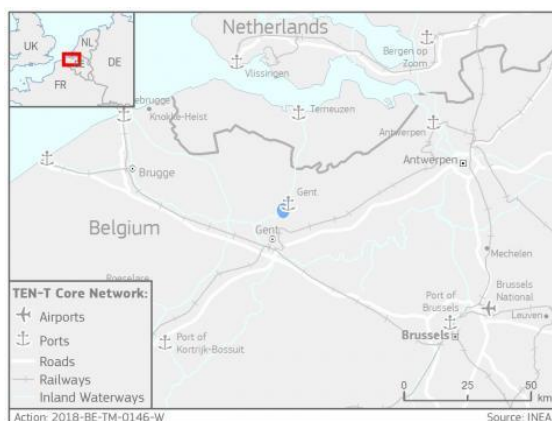 UK
NL
BE
DE
FR
Netherlands
Bergen op
Zoom
Vlissingen
Terneuzen
Knokke-Heist
Antwerpen
Antwerpen
Brugge
Gent
Belgium
Gent
Mechelen
Port of
Brussels
Brussels
National
Leuven
Brussels
Port of
Kortrijk-Bossuit
TEN-T Core Network:
Airports
Ports
Roads
Railways
Inland Waterways
0 25 50
km
Action: 2018-BE-TM-0146-W
Source: INEA